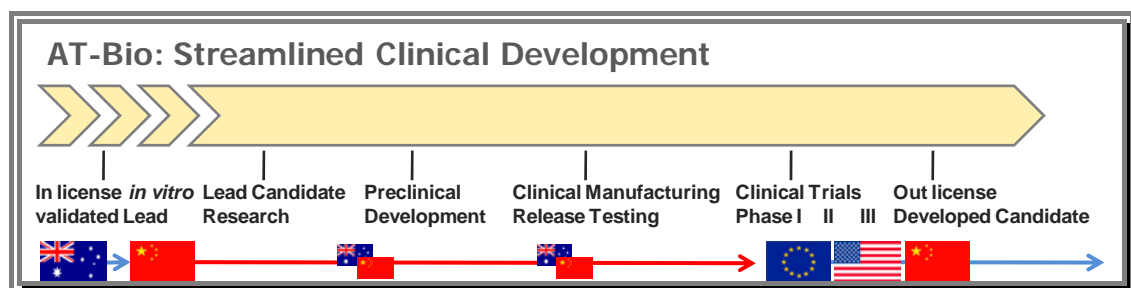 AT-Bio: Streamlined Clinical Development
In license in vitro
validated Lead
Lead Candidate
Research
Preclinical
Development
Clinical Manufacturing
Release Testing
Clinical Trials
Phase I II III
Out license
Developed Candidate